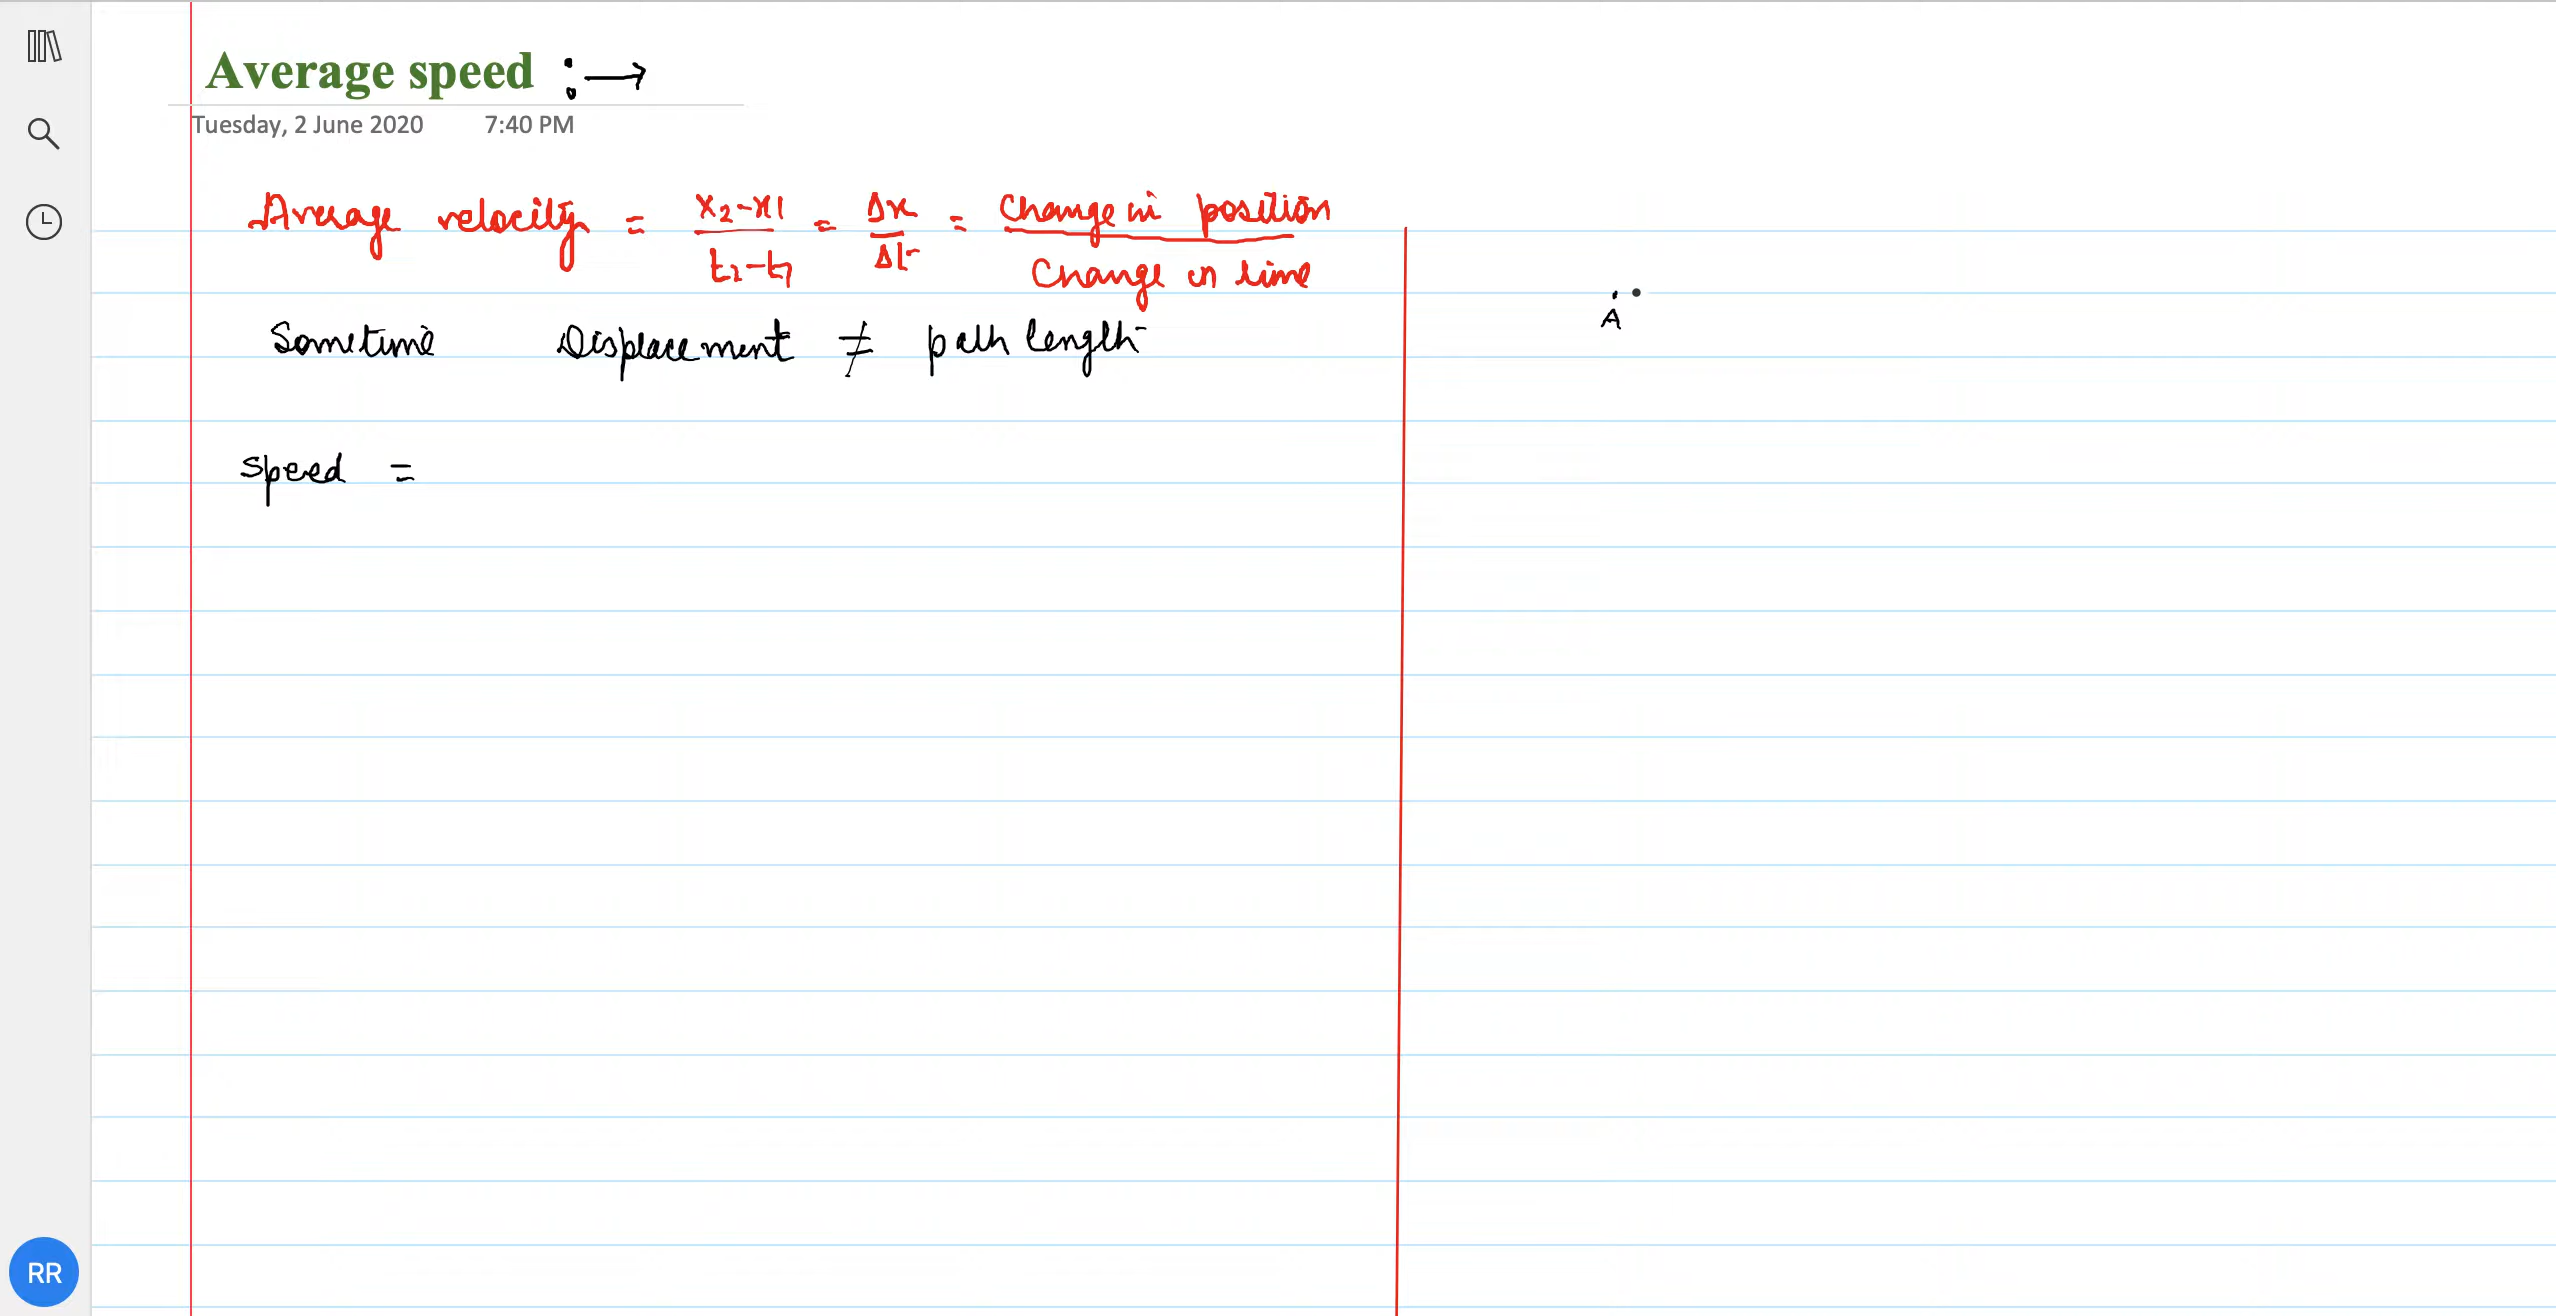 Average speed :→
Tuesday, 2 June 2020 7:40 PM
Average velocity = x2-x1 / t2-t1 = Δx / Δt = Change in position / Change in time
Sometime Displacement ≠ path length
speed =
A
RR